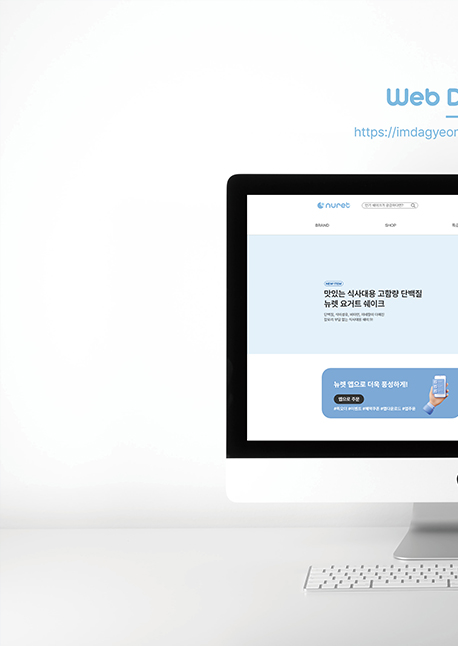 Web D
https://imdagyeor
nuret
BRAND
SHOP
NEW ITEM
맛있는 식사대용 고함량 단백질
뉴렛 요거트 쉐이크
뉴렛 앱으로 더욱 풍성하게!
앱으로 주문